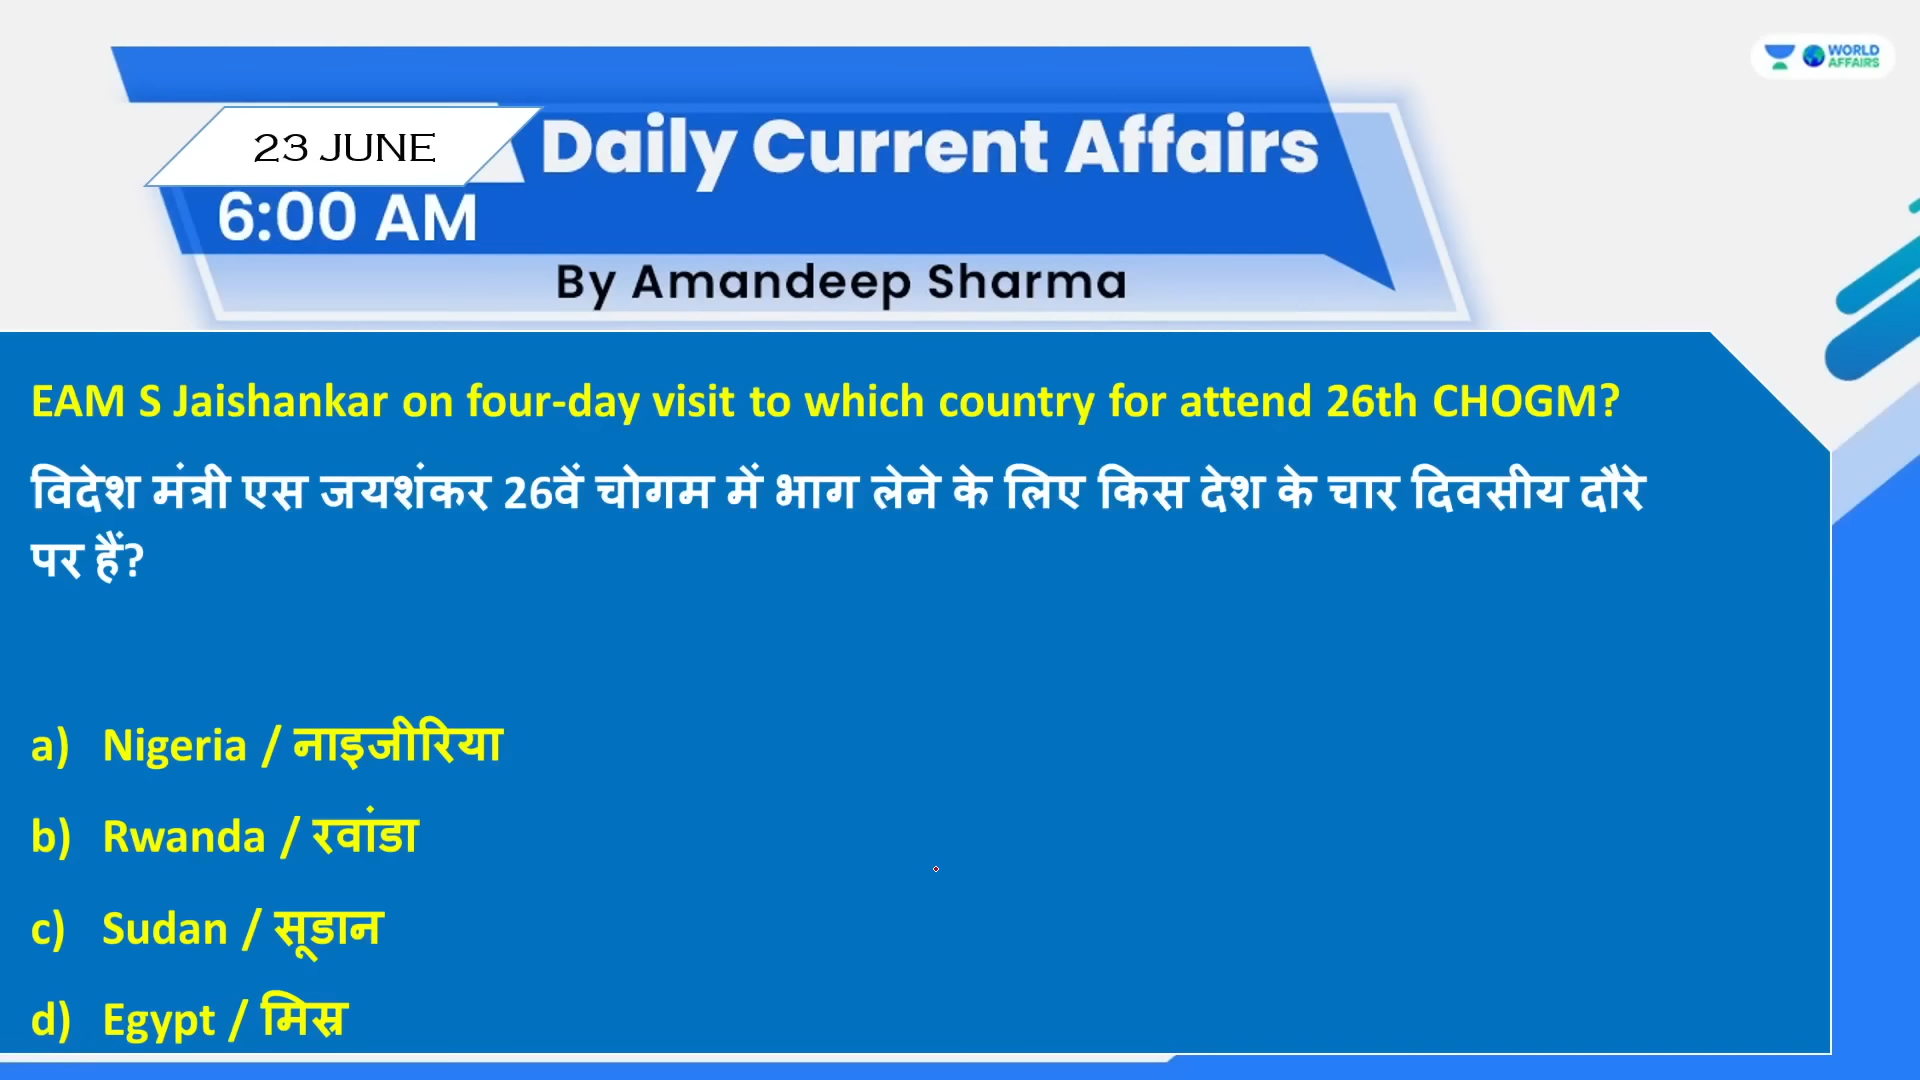 WORLD
AFFAIRS
23 JUNE
Daily Current Affairs
6:00 AM
By Amandeep Sharma
EAM S Jaishankar on four-day visit to which country for attend 26th CHOGM?
विदेश मंत्री एस जयशंकर 26वें चोगम में भाग लेने के लिए किस देश के चार दिवसीय दौरे
पर हैं?
a) Nigeria / नाइजीरिया
b) Rwanda / रवांडा
c) Sudan / सूडान
d) Egypt / मिस्र